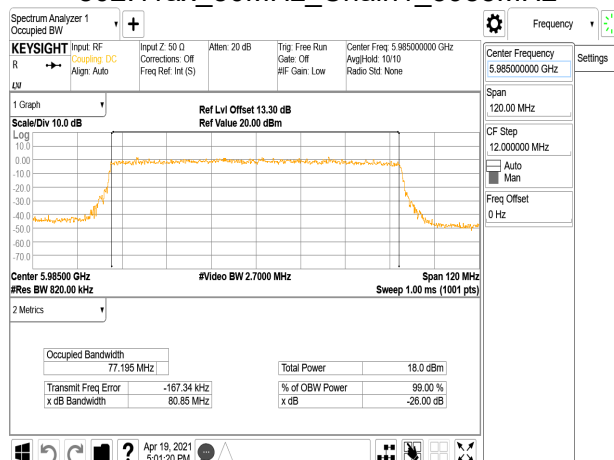 Spectrum Analyzer 1
Occupied BW
▼
+
Frequency
▼
KEYSIGHT
R
LXI
Input: RF
Coupling: DC
Align: Auto
Input Z: 50 Ω
Corrections: Off
Freq Ref: Int (S)
Atten: 20 dB
Trig: Free Run
Gate: Off
#IF Gain: Low
Center Freq: 5.985000000 GHz
Avg|Hold: 10/10
Radio Std: None
Center Frequency
5.985000000 GHz
Settings
Span
120.00 MHz
CF Step
12.000000 MHz
Auto
Man
Freq Offset
0 Hz
1 Graph
Scale/Div 10.0 dB
Ref Lvl Offset 13.30 dB
Ref Value 20.00 dBm
Log
10.0
0.00
-10.0
-20.0
-30.0
-40.0
-50.0
-60.0
-70.0
Center 5.98500 GHz
#Video BW 2.7000 MHz
Span 120 MHz
#Res BW 820.00 kHz
Sweep 1.00 ms (1001 pts)
2 Metrics
Occupied Bandwidth
77.195 MHz
Total Power 18.0 dBm
Transmit Freq Error -167.34 kHz
% of OBW Power 99.00 %
x dB Bandwidth 80.85 MHz
x dB -26.00 dB
?
Apr 19, 2021
5:01:20 PM